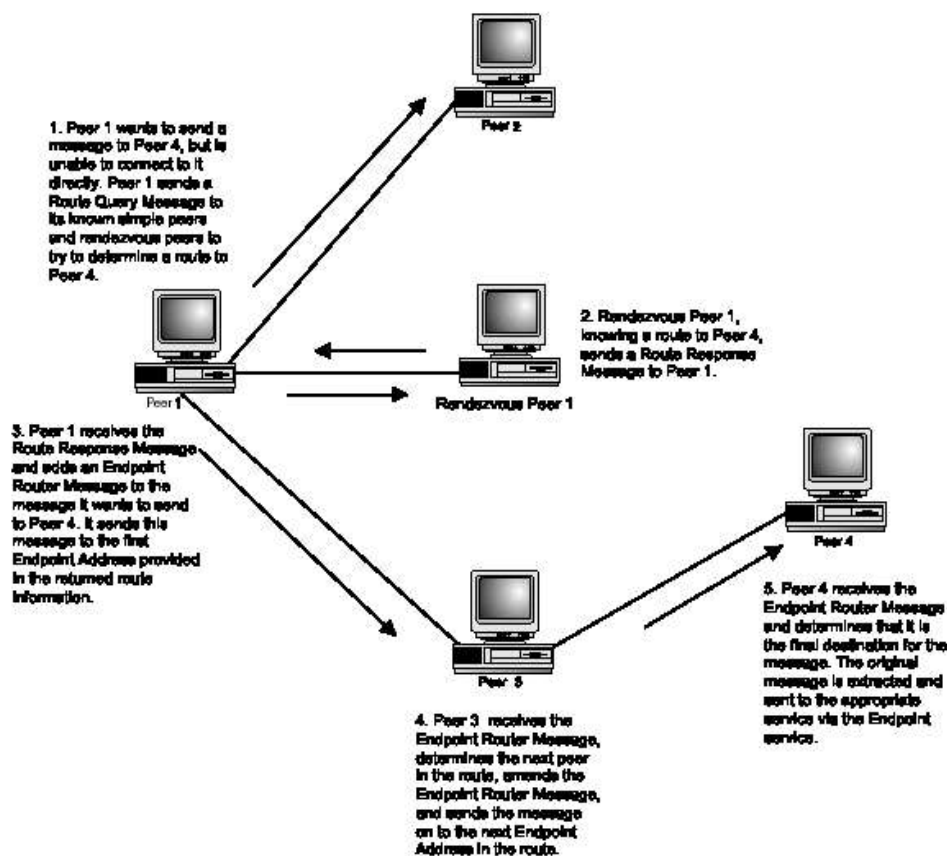 Peer 2
1. Peer 1 wants to send a
message to Peer 4, but is
unable to connect to it
directly. Peer 1 sends a
Route Query Message to
its known simple peers
and rendezvous peers to
try to determine a route to
Peer 4.
2. Rendezvous Peer 1,
knowing a route to Peer 4,
sends a Route Response
Message to Peer 1.
Peer 1
Rendezvous Peer 1
3. Peer 1 receives the
Route Response Message
and adds an Endpoint
Router Message to the
message it wants to send
to Peer 4. It sends this
message to the first
Endpoint Address provided
in the returned route
information.
Peer 4
5. Peer 4 receives the
Endpoint Router Message
and determines that it is
the final destination for the
message. The original
message is extracted and
sent to the appropriate
service via the Endpoint
service.
Peer 3
4. Peer 3 receives the
Endpoint Router Message,
determines the next peer
in the route, amends the
Endpoint Router Message,
and sends the message
on to the next Endpoint
Address in the route.